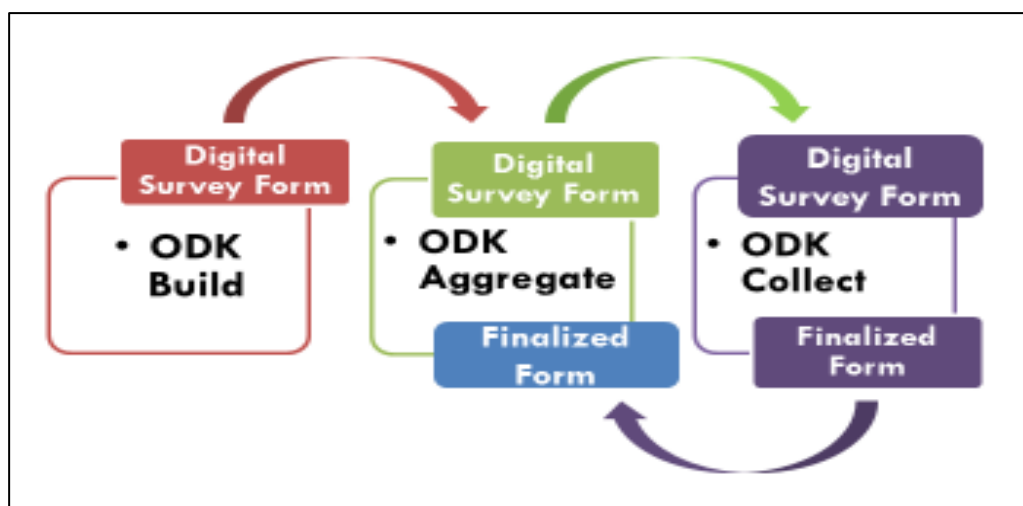 Digital
Survey Form
• ODK
Build
Digital
Survey Form
• ODK
Aggregate
Finalized
Form
Digital
Survey Form
• ODK
Collect
Finalized
Form